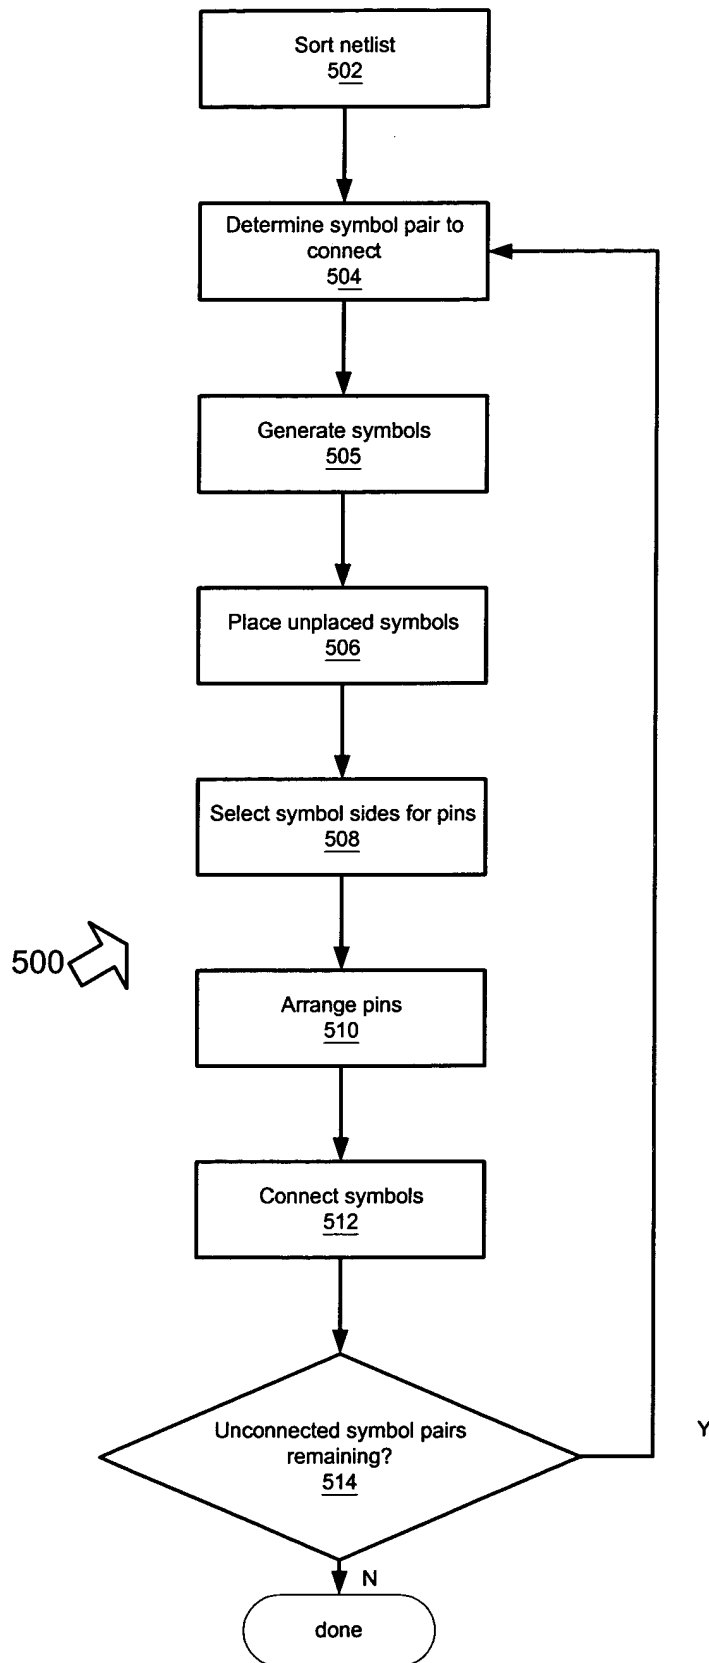 Sort netlist
502
Determine symbol pair to
connect
504
Generate symbols
505
Place unplaced symbols
506
Select symbol sides for pins
508
500
Arrange pins
510
Connect symbols
512
Unconnected symbol pairs
remaining?
514
Y
N
done